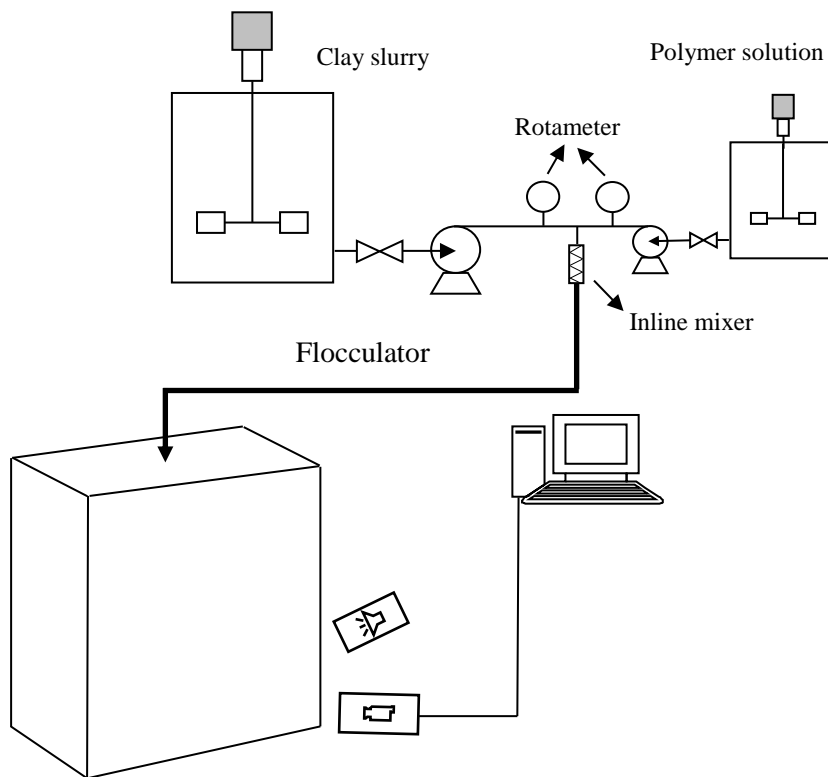 Clay slurry
Polymer solution
Rotameter
Inline mixer
Flocculator